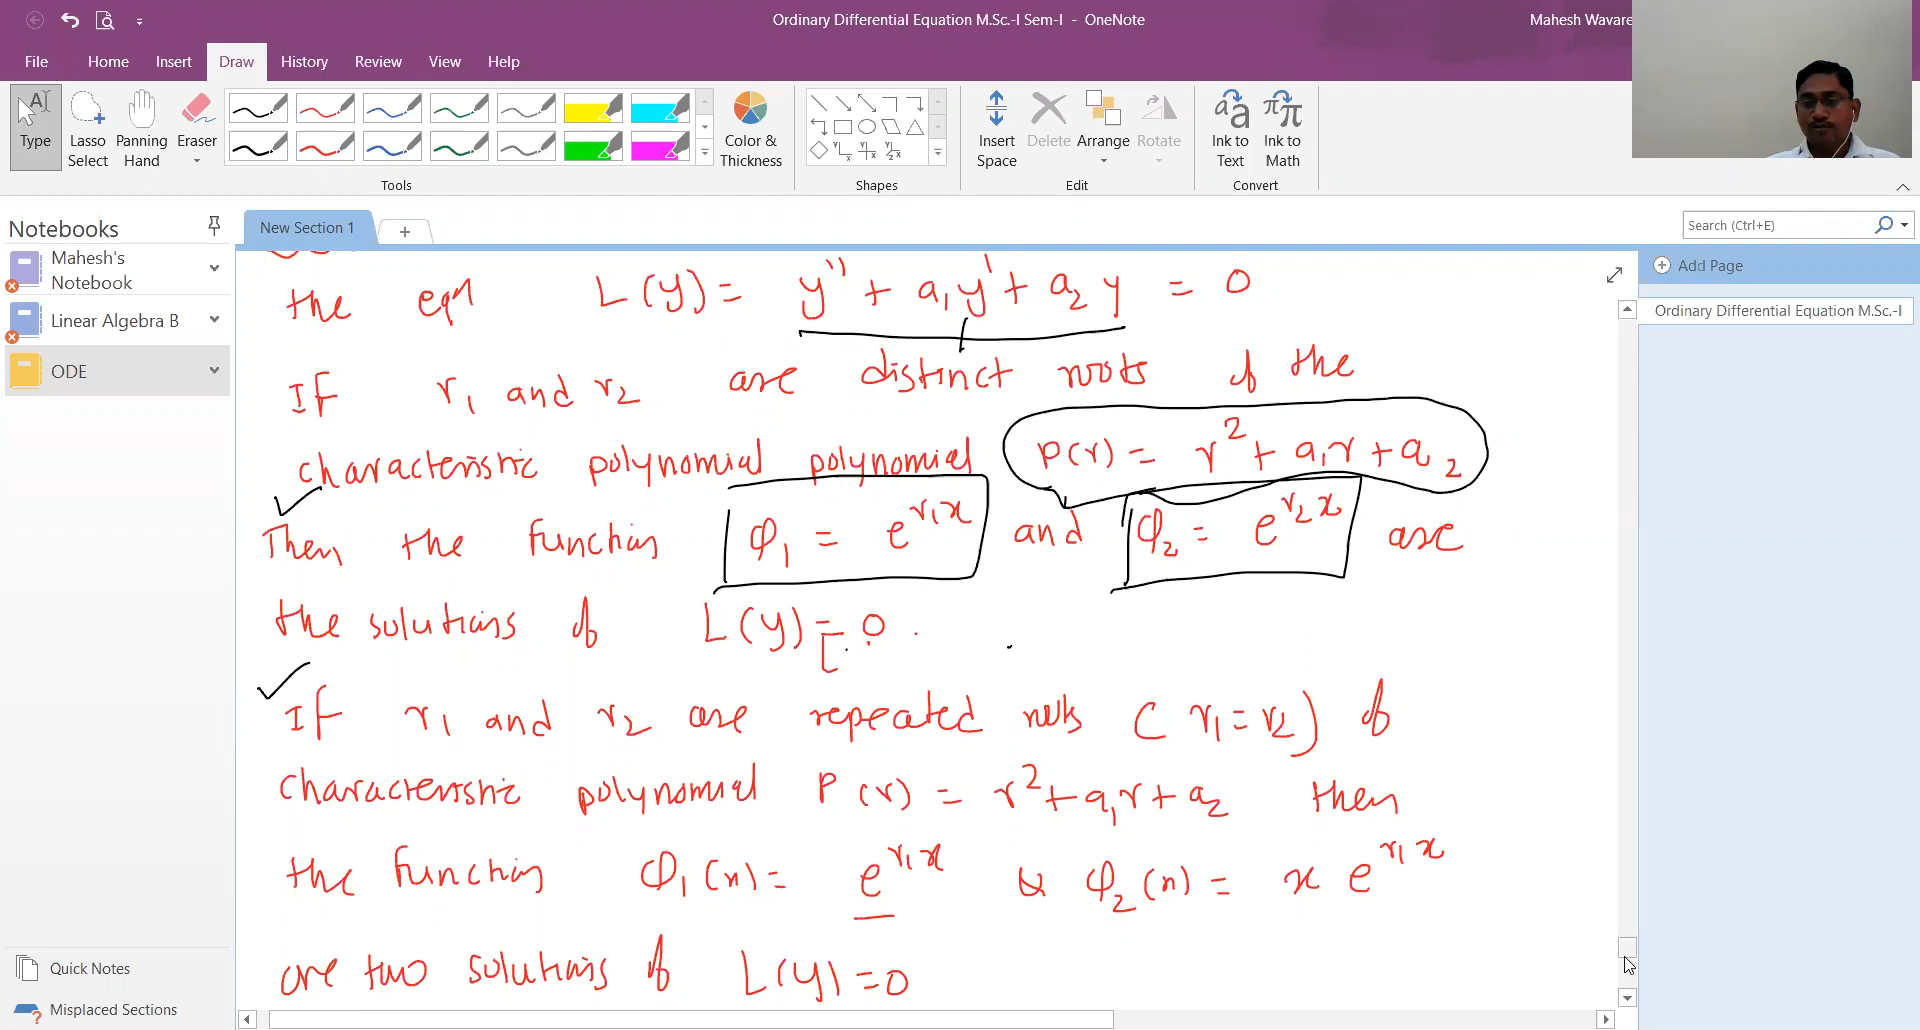 Ordinary Differential Equation M.Sc.-I Sem-I - OneNote
Mahesh Wavare
File Home Insert Draw History Review View Help
Type
Lasso Select
Panning Hand
Eraser
Color & Thickness
Insert Space
Delete
Arrange
Rotate
Ink to Text
Ink to Math
Tools
Shapes
Edit
Convert
Notebooks
Mahesh's Notebook
Linear Algebra B
ODE
Quick Notes
Misplaced Sections
New Section 1
Search (Ctrl+E)
Add Page
Ordinary Differential Equation M.Sc.-I
the eqn L(y) = y'' + a₁y' + a₂y = 0
If r₁ and r₂ are distinct roots of the
characteristic polynomial polynomial p(r) = r² + a₁r + a₂
Then the function φ₁ = e^{r₁x} and φ₂ = e^{r₂x} are
the solutions of L(y) = 0.
If r₁ and r₂ are repeated roots (r₁ = r₂) of
characteristic polynomial P(r) = r² + a₁r + a₂ then
the function φ₁(x) = e^{r₁x} & φ₂(x) = x e^{r₁x}
are two solutions of L(y) = 0